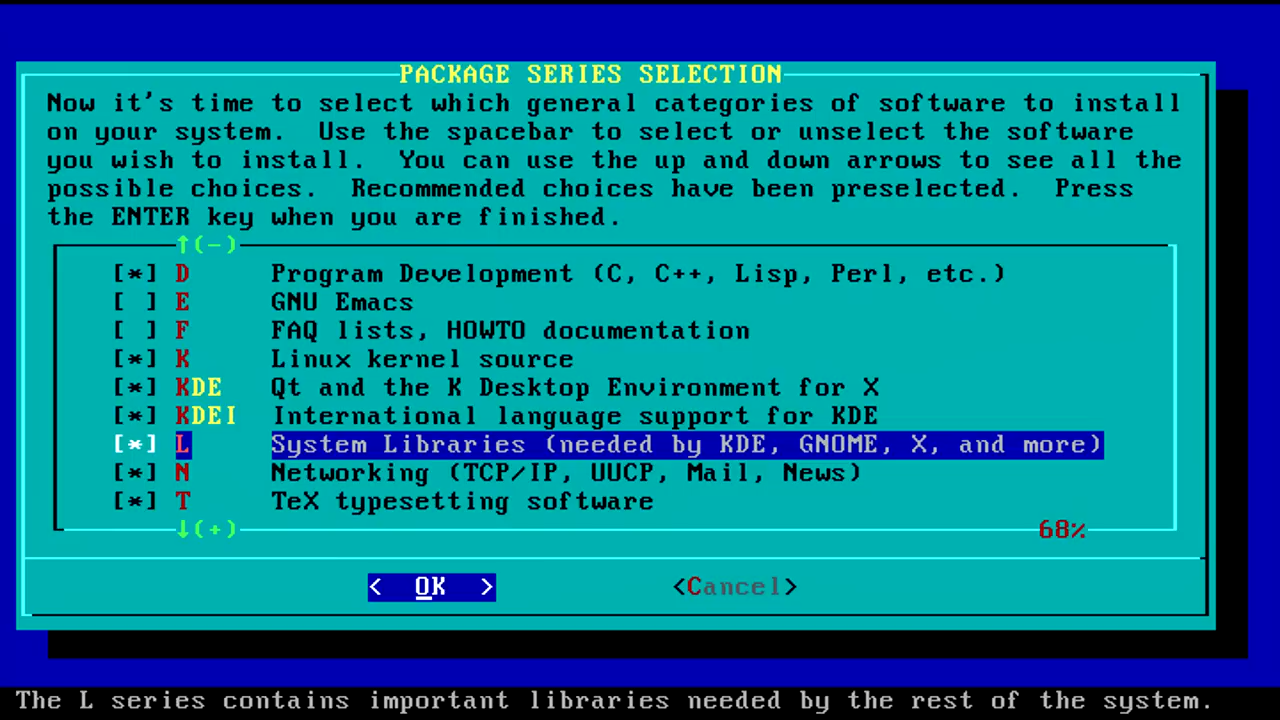 PACKAGE SERIES SELECTION
Now it's time to select which general categories of software to install
on your system.  Use the spacebar to select or unselect the software
you wish to install.  You can use the up and down arrows to see all the
possible choices.  Recommended choices have been preselected.  Press
the ENTER key when you are finished.
↑(-)
[*] D     Program Development (C, C++, Lisp, Perl, etc.)
[ ] E     GNU Emacs
[ ] F     FAQ lists, HOWTO documentation
[*] K     Linux kernel source
[*] KDE   Qt and the K Desktop Environment for X
[*] KDEI  International language support for KDE
[*] L     System Libraries (needed by KDE, GNOME, X, and more)
[*] N     Networking (TCP/IP, UUCP, Mail, News)
[*] T     TeX typesetting software
↓(+) 68%
<  OK  > <Cancel>
The L series contains important libraries needed by the rest of the system.